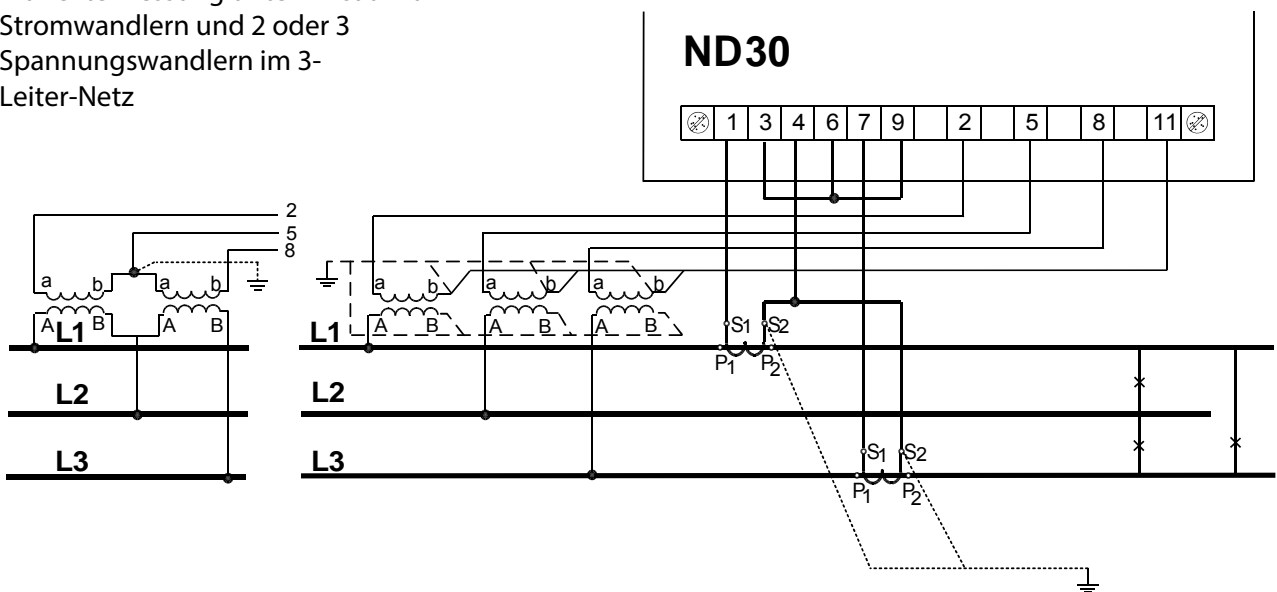 Stromwandlern und 2 oder 3
Spannungswandlern im 3-
Leiter-Netz
ND30
1 3 4 6 7 9 2 5 8 11
2
5
8
a b a b
A B A B
L1
L2
L3
a b a b a b
A B A B A B
L1
L2
L3
S1 S2
P1 P2
S1 S2
P1 P2